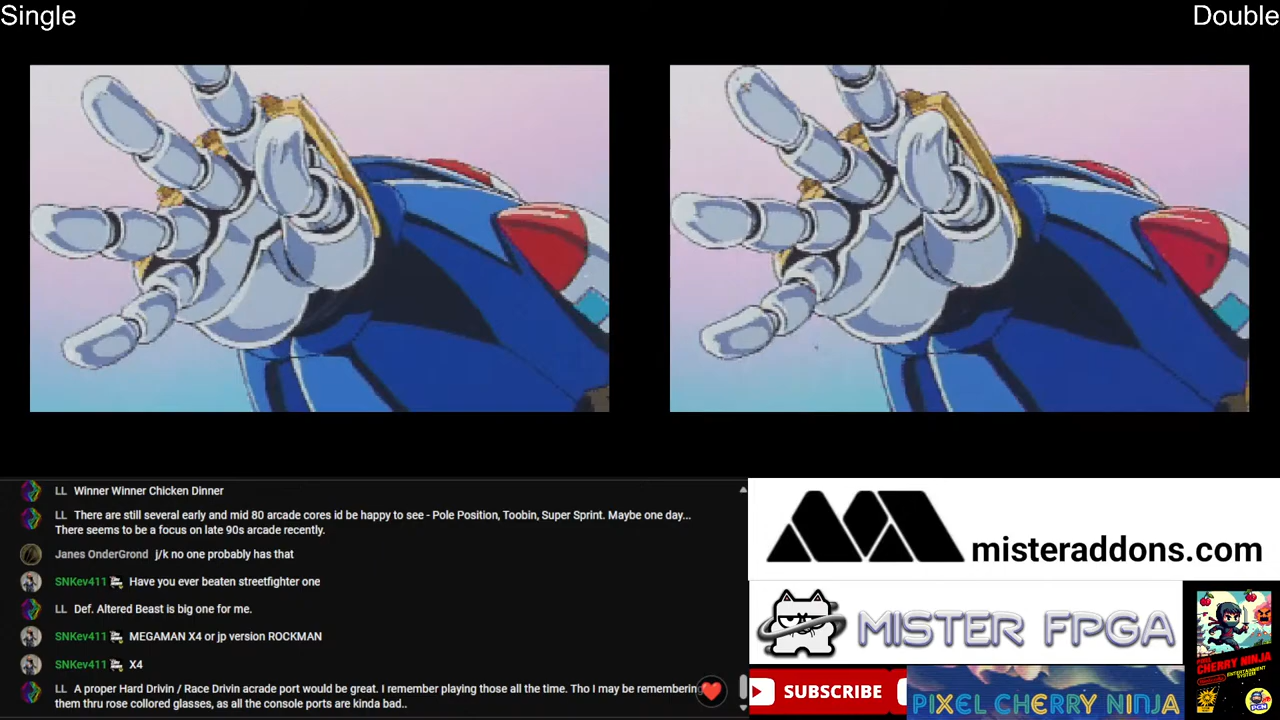 Single
Double
LL Winner Winner Chicken Dinner
LL There are still several early and mid 80 arcade cores id be happy to see - Pole Position, Toobin, Super Sprint. Maybe one day...
There seems to be a focus on late 90s arcade recently.
Janes OnderGrond j/k no one probably has that
SNKev411 Have you ever beaten streetfighter one
LL Def. Altered Beast is big one for me.
SNKev411 MEGAMAN X4 or jp version ROCKMAN
SNKev411 X4
LL A proper Hard Drivin / Race Drivin acrade port would be great. I remember playing those all the time. Tho I may be remembering
them thru rose collored glasses, as all the console ports are kinda bad..
misteraddons.com
MISTER FPGA
SUBSCRIBE
PIXEL CHERRY NINJA
PIXEL
CHERRY NINJA
ENTERTAINMENT
SYSTEM